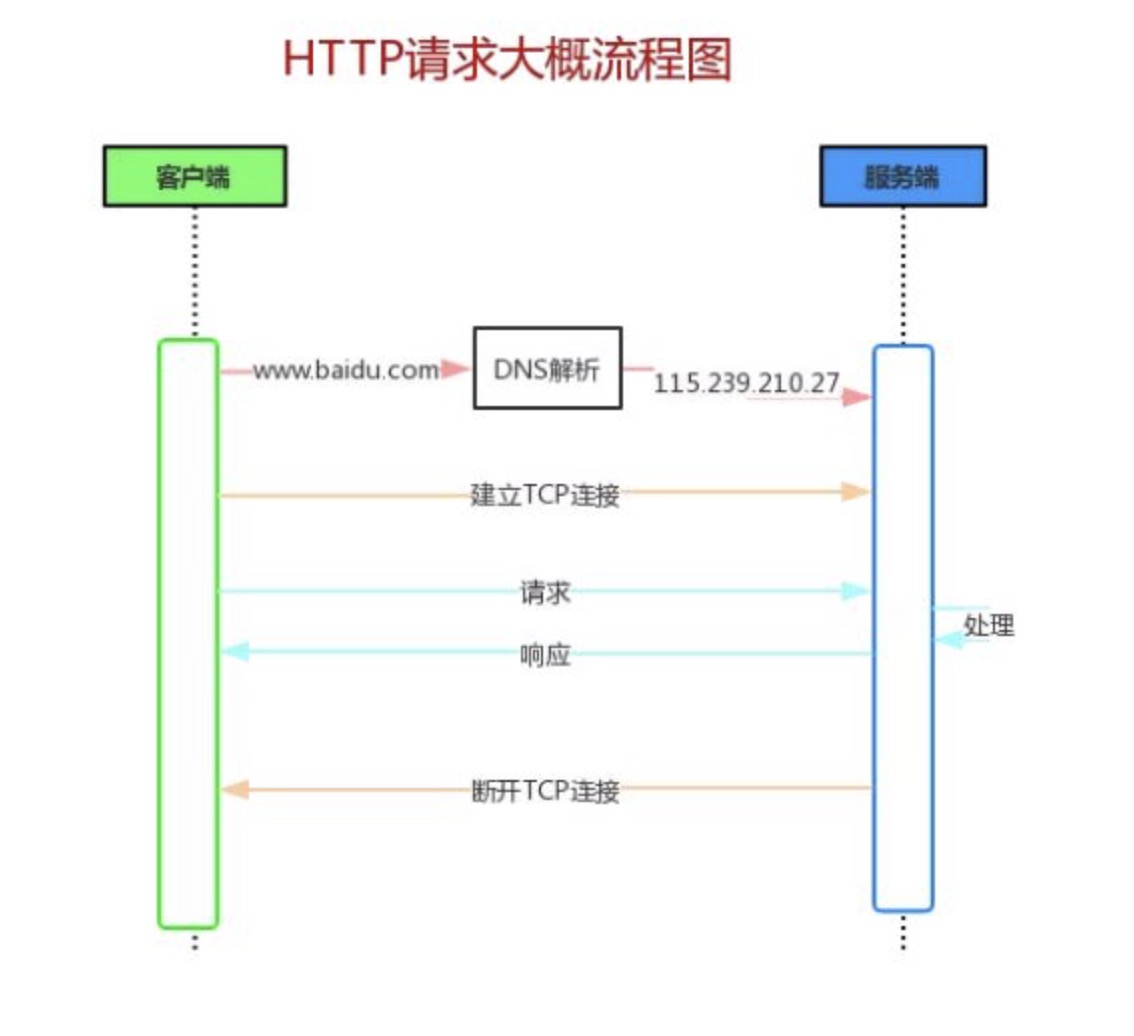 HTTP请求大概流程图
客户端
服务端
www.baidu.com
DNS解析
115.239.210.27
建立TCP连接
请求
处理
响应
断开TCP连接